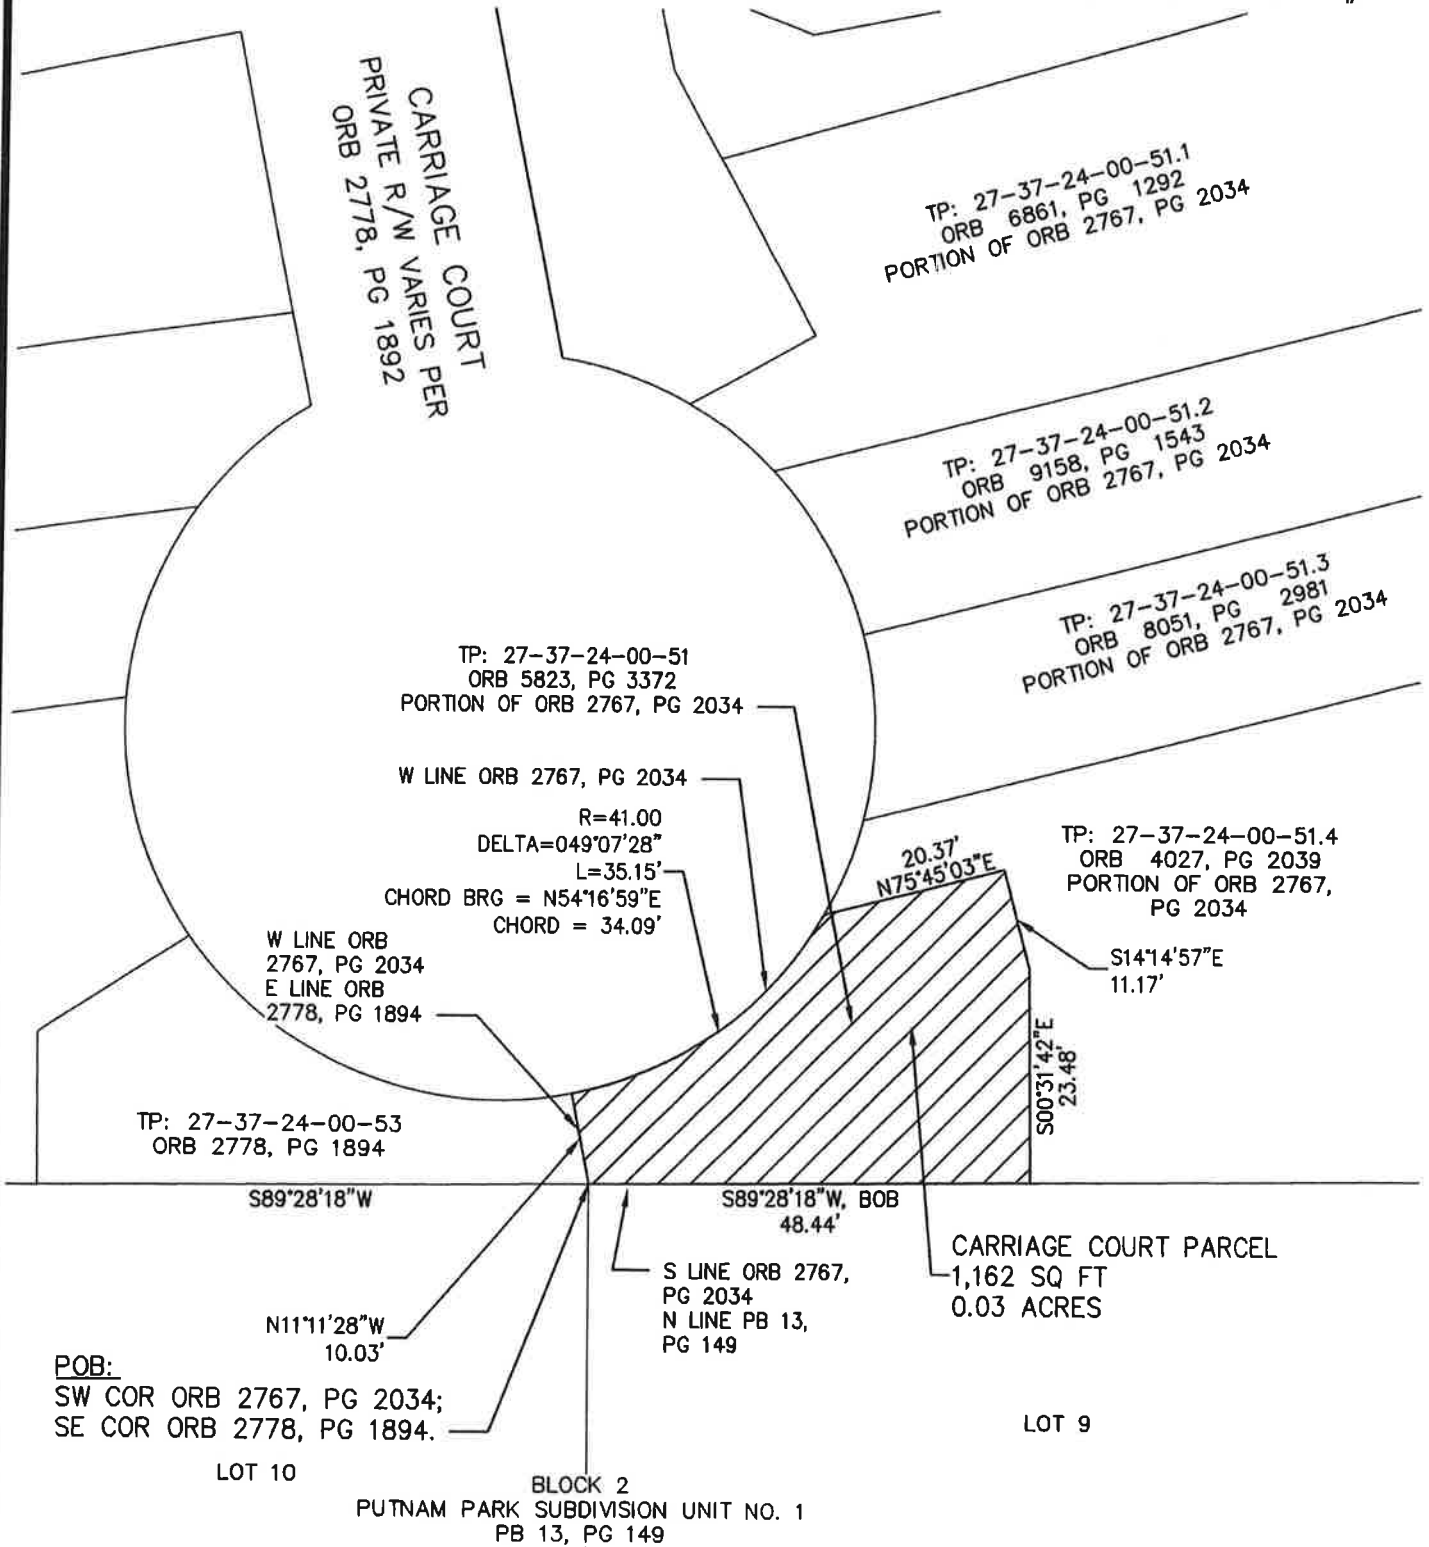 CARRIAGE COURT
PRIVATE R/W VARIES PER
ORB 2778, PG 1892
TP: 27-37-24-00-51.1
ORB 6861, PG 1292
PORTION OF ORB 2767, PG 2034
TP: 27-37-24-00-51.2
ORB 9158, PG 1543
PORTION OF ORB 2767, PG 2034
TP: 27-37-24-00-51.3
ORB 8051, PG 2981
PORTION OF ORB 2767, PG 2034
TP: 27-37-24-00-51
ORB 5823, PG 3372
PORTION OF ORB 2767, PG 2034
W LINE ORB 2767, PG 2034
R=41.00
DELTA=049°07'28"
L=35.15'
CHORD BRG = N54°16'59"E
CHORD = 34.09'
20.37'
N75°45'03"E
TP: 27-37-24-00-51.4
ORB 4027, PG 2039
PORTION OF ORB 2767,
PG 2034
S14°14'57"E
11.17'
W LINE ORB
2767, PG 2034
E LINE ORB
2778, PG 1894
S00°31'42"E
23.48'
TP: 27-37-24-00-53
ORB 2778, PG 1894
S89°28'18"W
S89°28'18"W, BOB
48.44'
CARRIAGE COURT PARCEL
1,162 SQ FT
0.03 ACRES
S LINE ORB 2767,
PG 2034
N LINE PB 13,
PG 149
N11°11'28"W
10.03'
POB:
SW COR ORB 2767, PG 2034;
SE COR ORB 2778, PG 1894.
LOT 9
LOT 10
BLOCK 2
PUTNAM PARK SUBDIVISION UNIT NO. 1
PB 13, PG 149